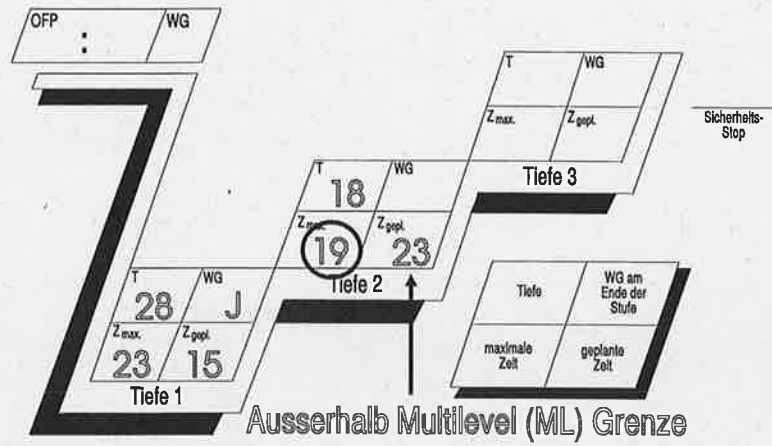 OFP
:
WG
T
WG
Zmax.
Zgepl.
Tiefe 3
Sicherheits-
Stop
T
18
WG
Zmax.
19
Zgepl.
23
Tiefe 2
T
28
WG
J
Zmax.
23
Zgepl.
15
Tiefe 1
Tiefe
WG am
Ende der
Stufe
maximale
Zeit
geplante
Zeit
Ausserhalb Multilevel (ML) Grenze